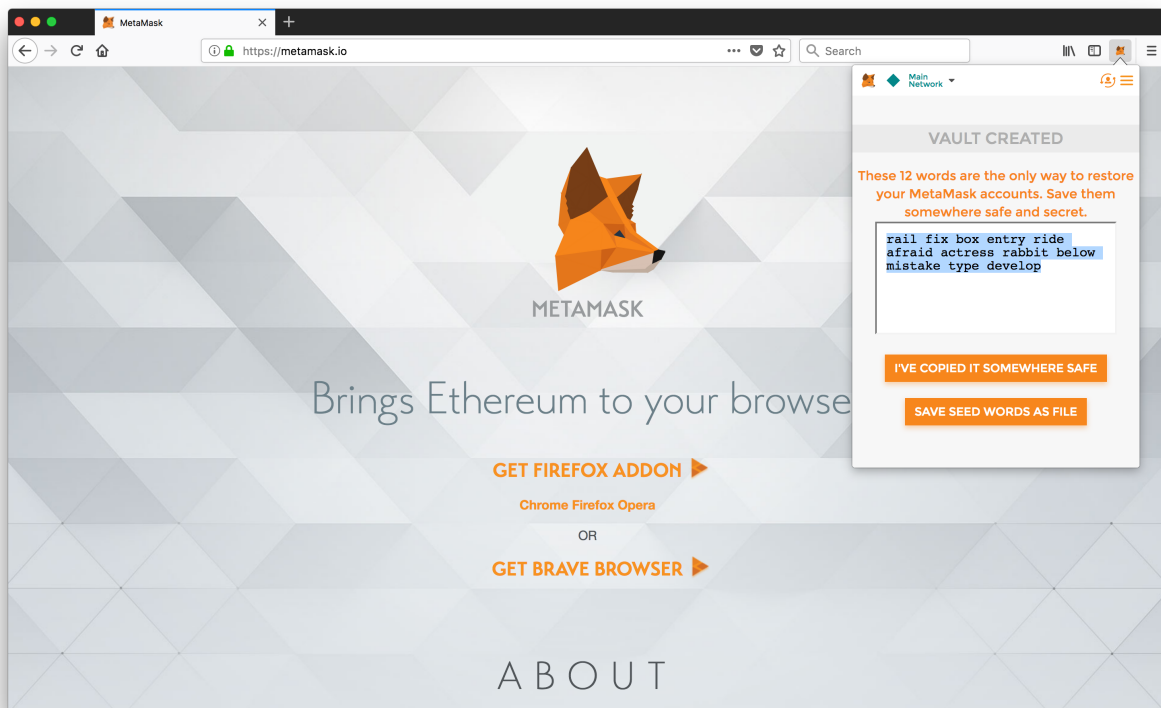 MetaMask
https://metamask.io
Search
Main
Network
VAULT CREATED
These 12 words are the only way to restore
your MetaMask accounts. Save them
somewhere safe and secret.
rail fix box entry ride
afraid actress rabbit below
mistake type develop
I'VE COPIED IT SOMEWHERE SAFE
SAVE SEED WORDS AS FILE
METAMASK
Brings Ethereum to your browse
GET FIREFOX ADDON
Chrome Firefox Opera
OR
GET BRAVE BROWSER
ABOUT